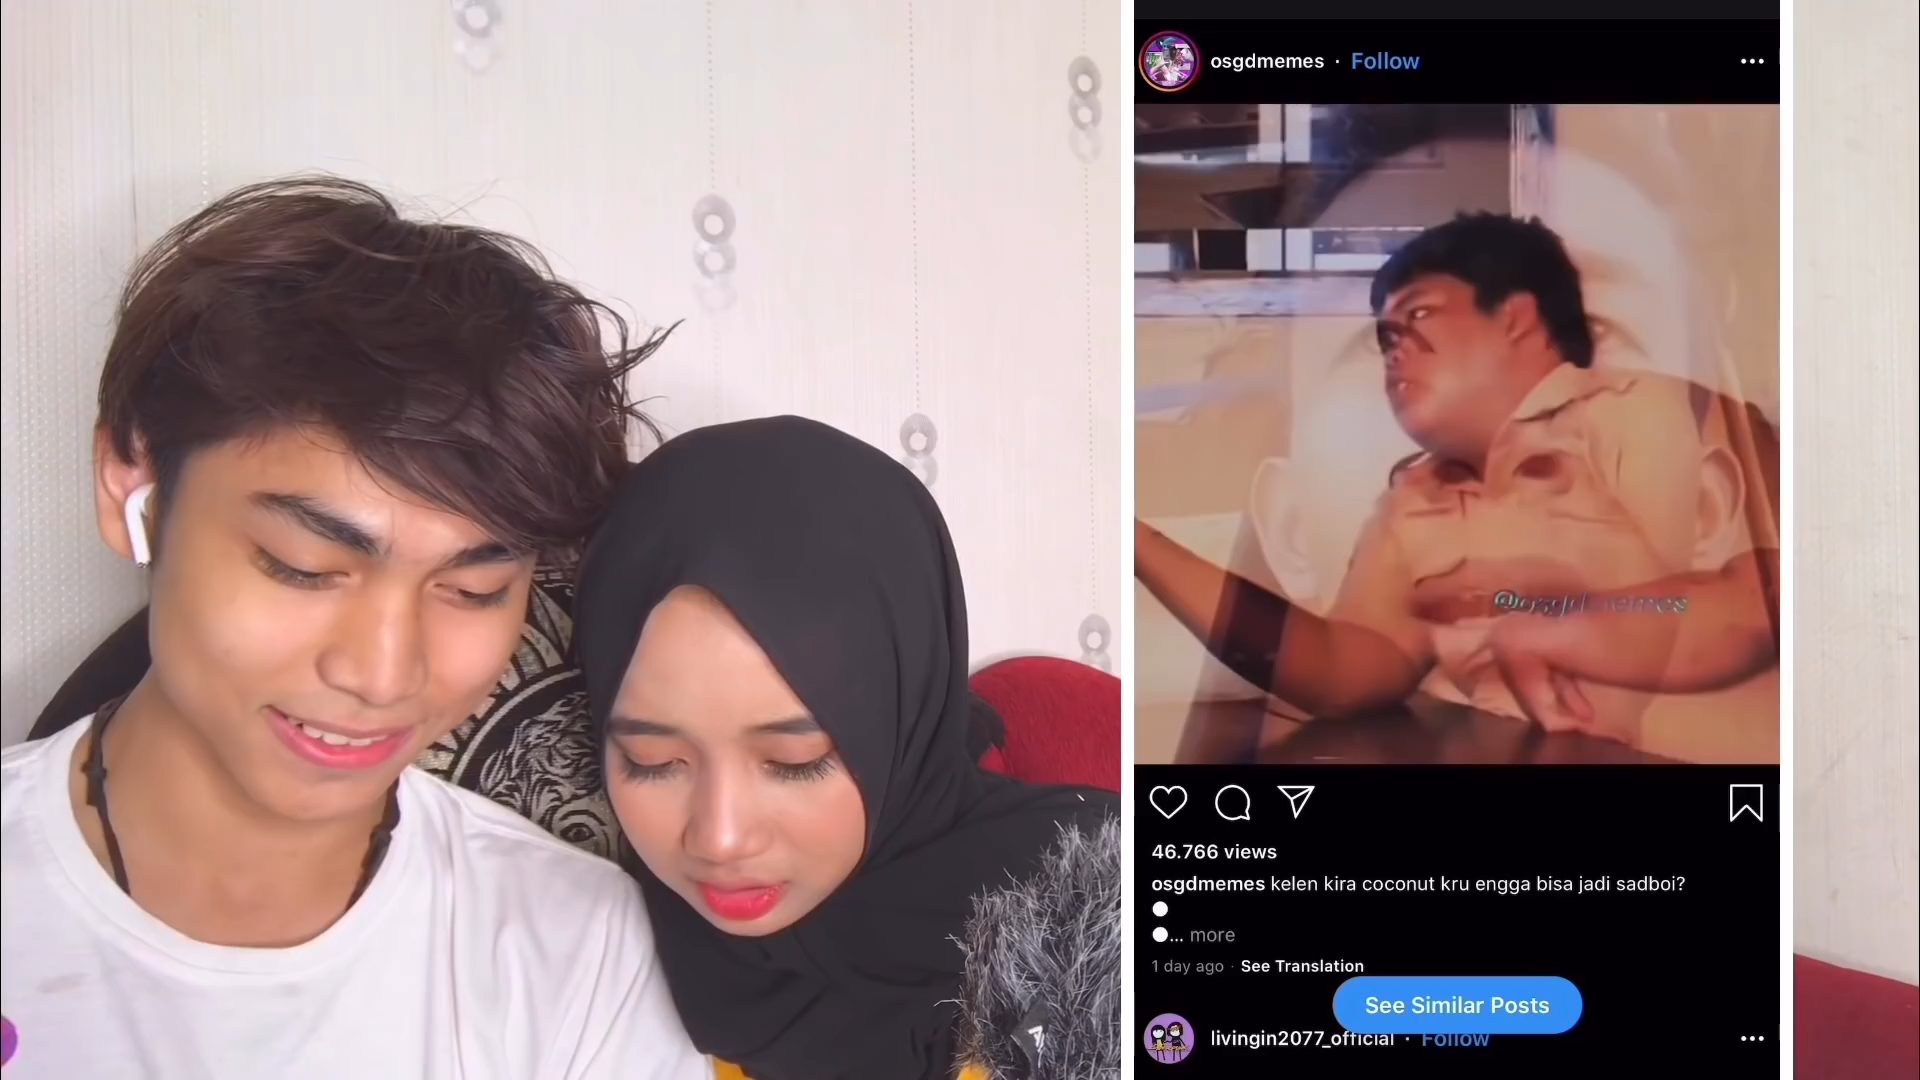 osgdmemes · Follow
@osgdmemes
46.766 views
osgdmemes kelen kira coconut kru engga bisa jadi sadboi?
... more
1 day ago · See Translation
See Similar Posts
livingin2077_official · Follow